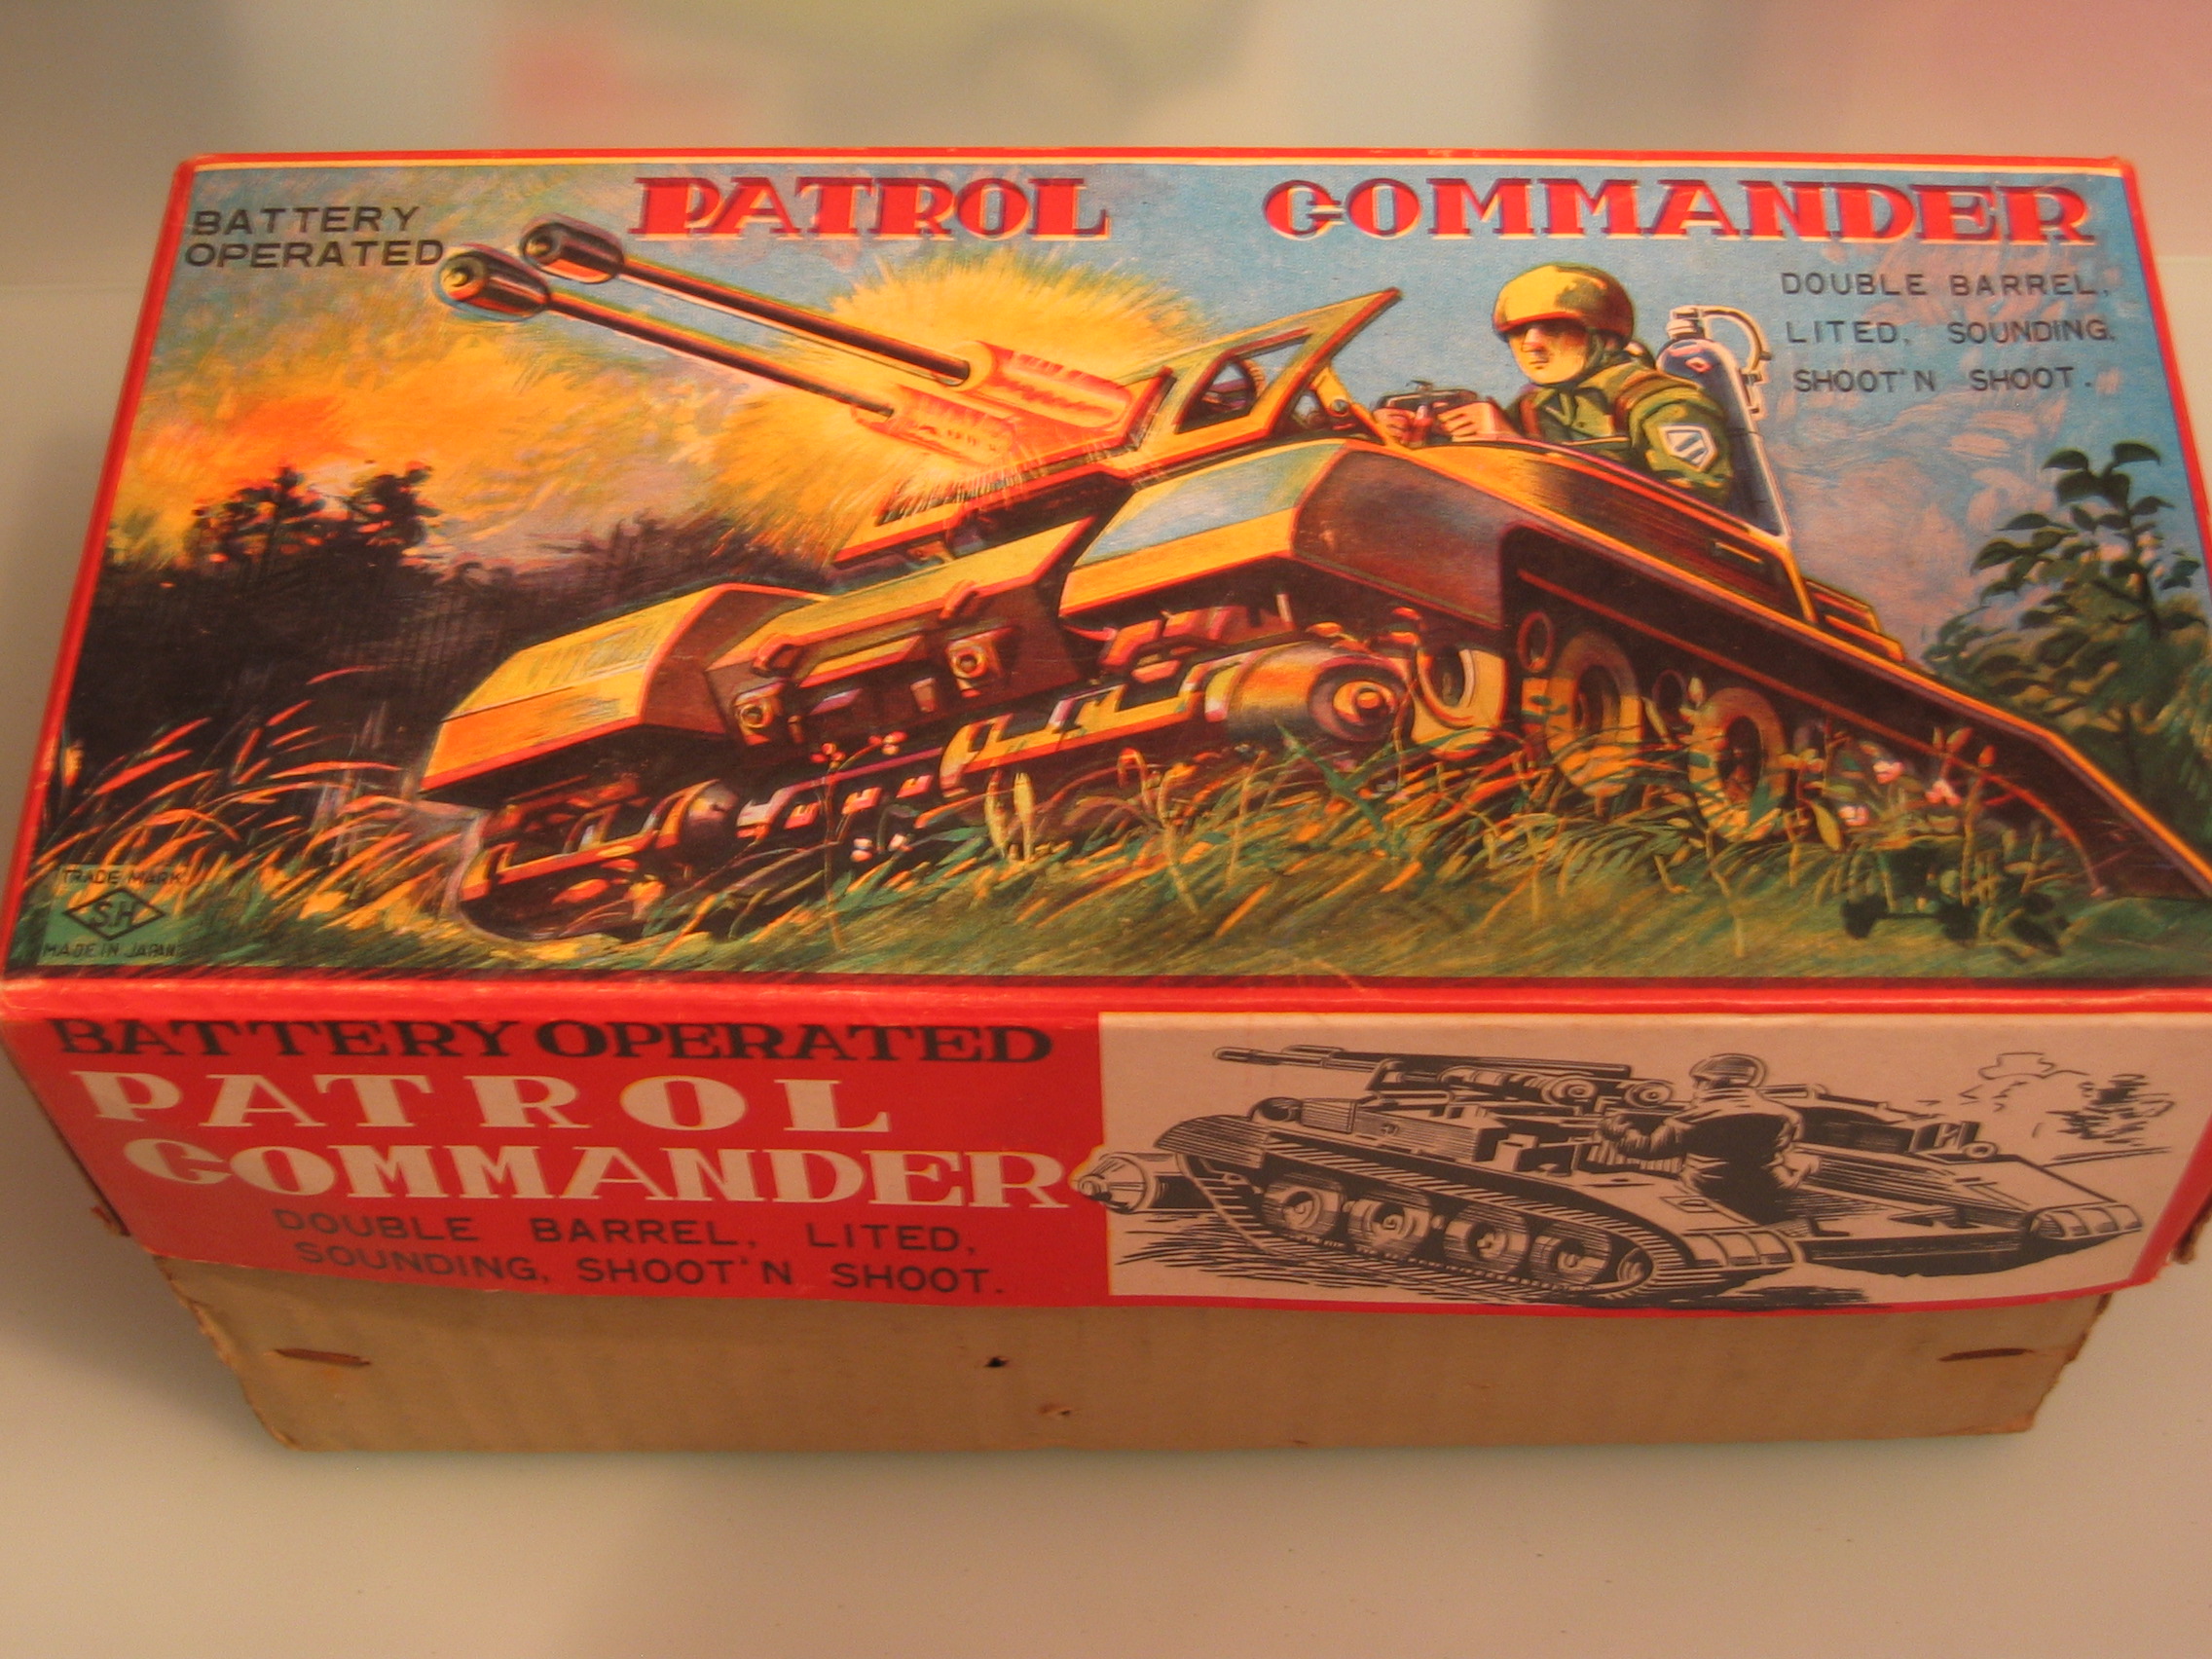 PATROL COMMANDER
BATTERY
OPERATED
DOUBLE BARREL,
LITED, SOUNDING,
SHOOT'N SHOOT.
TRADE MARK
S.H
MADE IN JAPAN
BATTERY OPERATED
PATROL
COMMANDER
DOUBLE BARREL, LITED,
SOUNDING, SHOOT'N SHOOT.